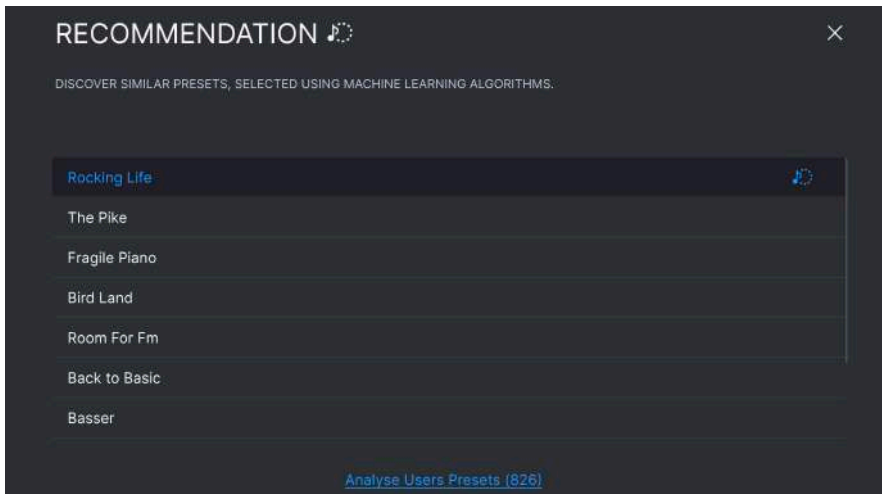 RECOMMENDATION
DISCOVER SIMILAR PRESETS, SELECTED USING MACHINE LEARNING ALGORITHMS.
Rocking Life
The Pike
Fragile Piano
Bird Land
Room For Fm
Back to Basic
Basser
Analyse Users Presets (826)